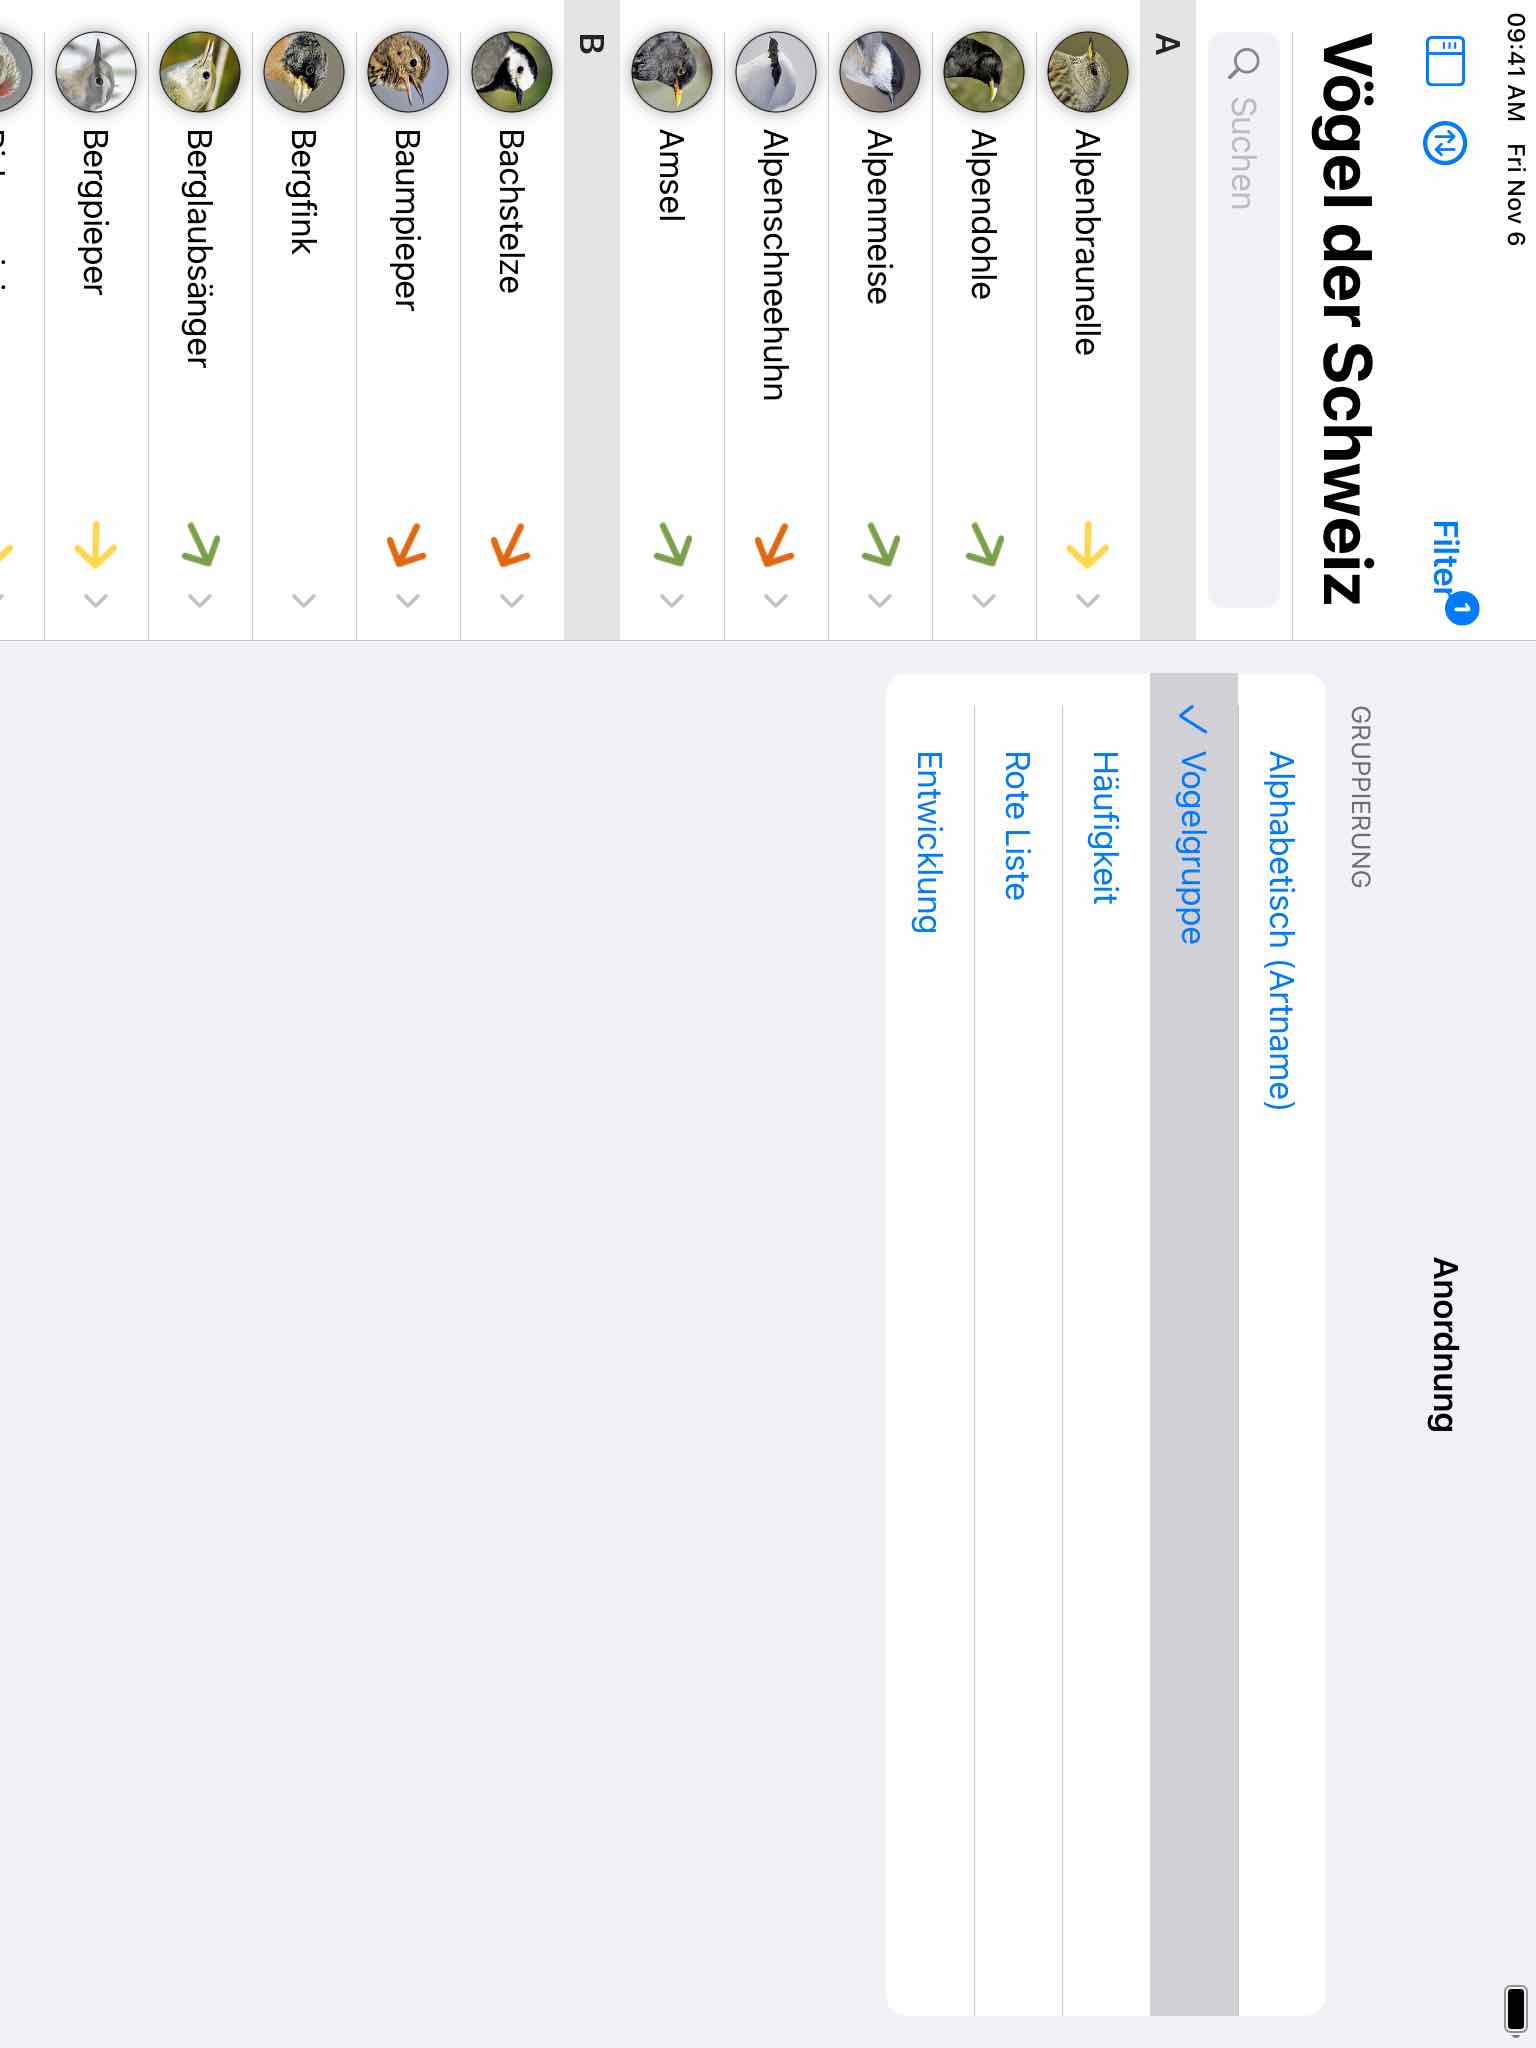 09:41 AM Fri Nov 6
Filter 1
Vögel der Schweiz
Suchen
A
Alpenbraunelle
Alpendohle
Alpenmeise
Alpenschneehuhn
Amsel
B
Bachstelze
Baumpieper
Bergfink
Berglaubsänger
Bergpieper
Anordnung
GRUPPIERUNG
Alphabetisch (Artname)
Vogelgruppe
Häufigkeit
Rote Liste
Entwicklung